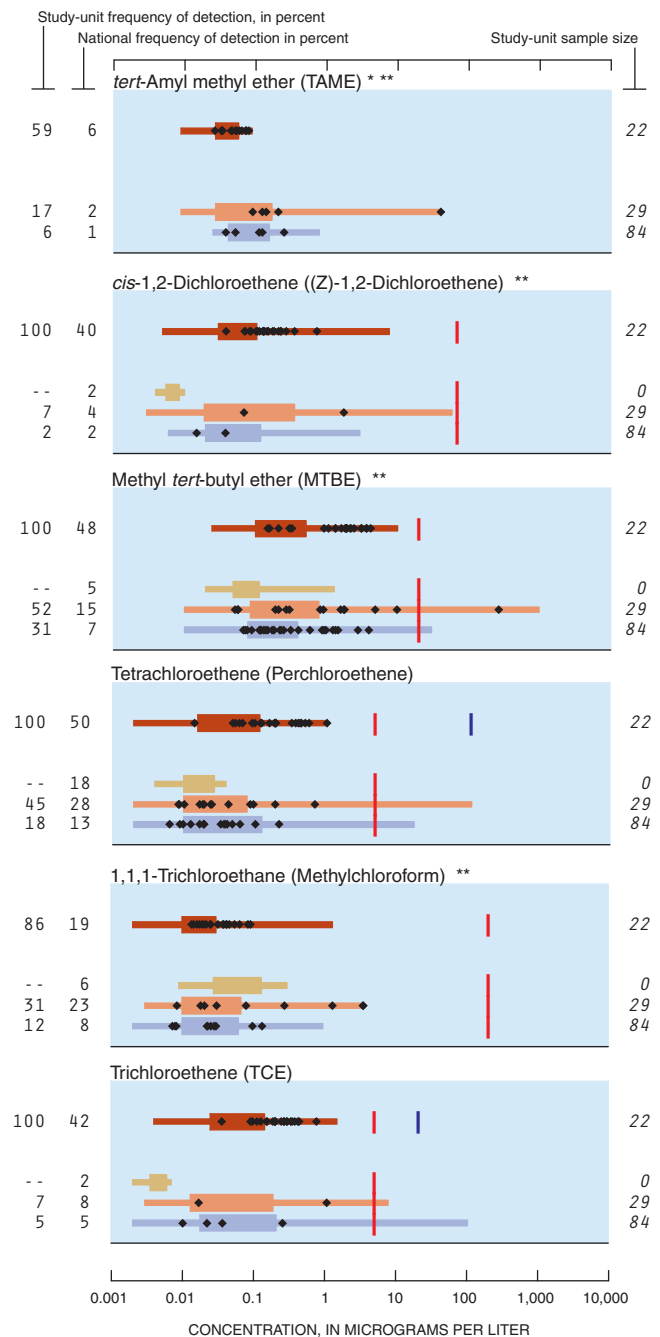 Study-unit frequency of detection, in percent
National frequency of detection in percent
Study-unit sample size
tert-Amyl methyl ether (TAME) * **
59 6 22
17 2 29
6 1 84
cis-1,2-Dichloroethene ((Z)-1,2-Dichloroethene) **
100 40 22
-- 2 0
7 4 29
2 2 84
Methyl tert-butyl ether (MTBE) **
100 48 22
-- 5 0
52 15 29
31 7 84
Tetrachloroethene (Perchloroethene)
100 50 22
-- 18 0
45 28 29
18 13 84
1,1,1-Trichloroethane (Methylchloroform) **
86 19 22
-- 6 0
31 23 29
12 8 84
Trichloroethene (TCE)
100 42 22
-- 2 0
7 8 29
5 5 84
0.001 0.01 0.1 1 10 100 1,000 10,000
CONCENTRATION, IN MICROGRAMS PER LITER